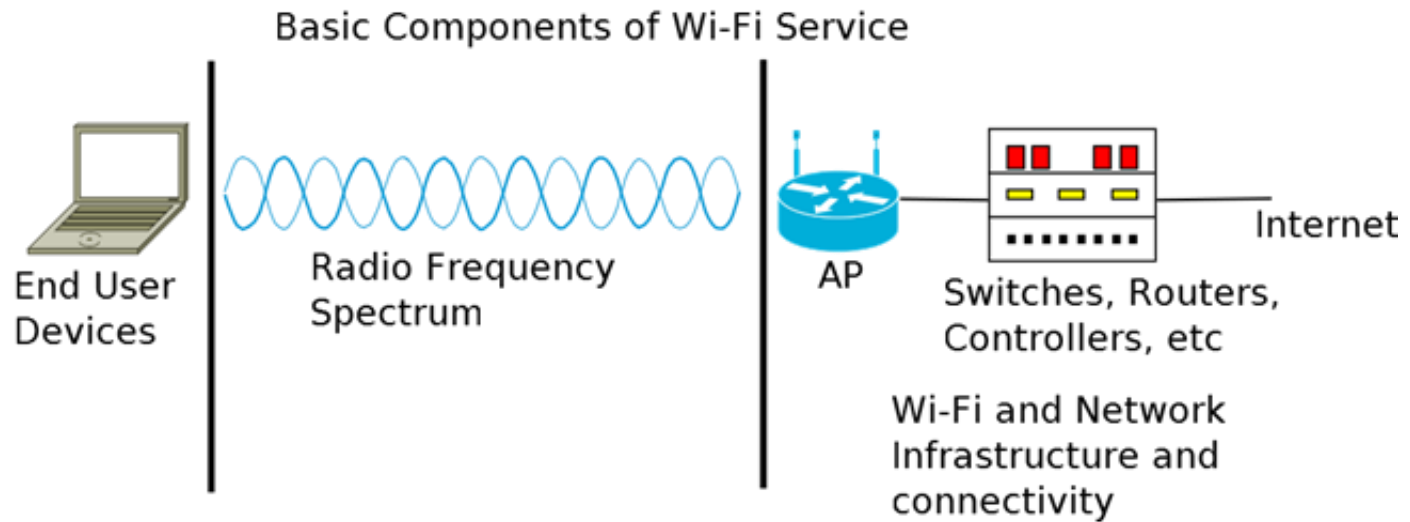 Basic Components of Wi-Fi Service
End User
Devices
Radio Frequency
Spectrum
AP
Switches, Routers,
Controllers, etc
Internet
Wi-Fi and Network
Infrastructure and
connectivity